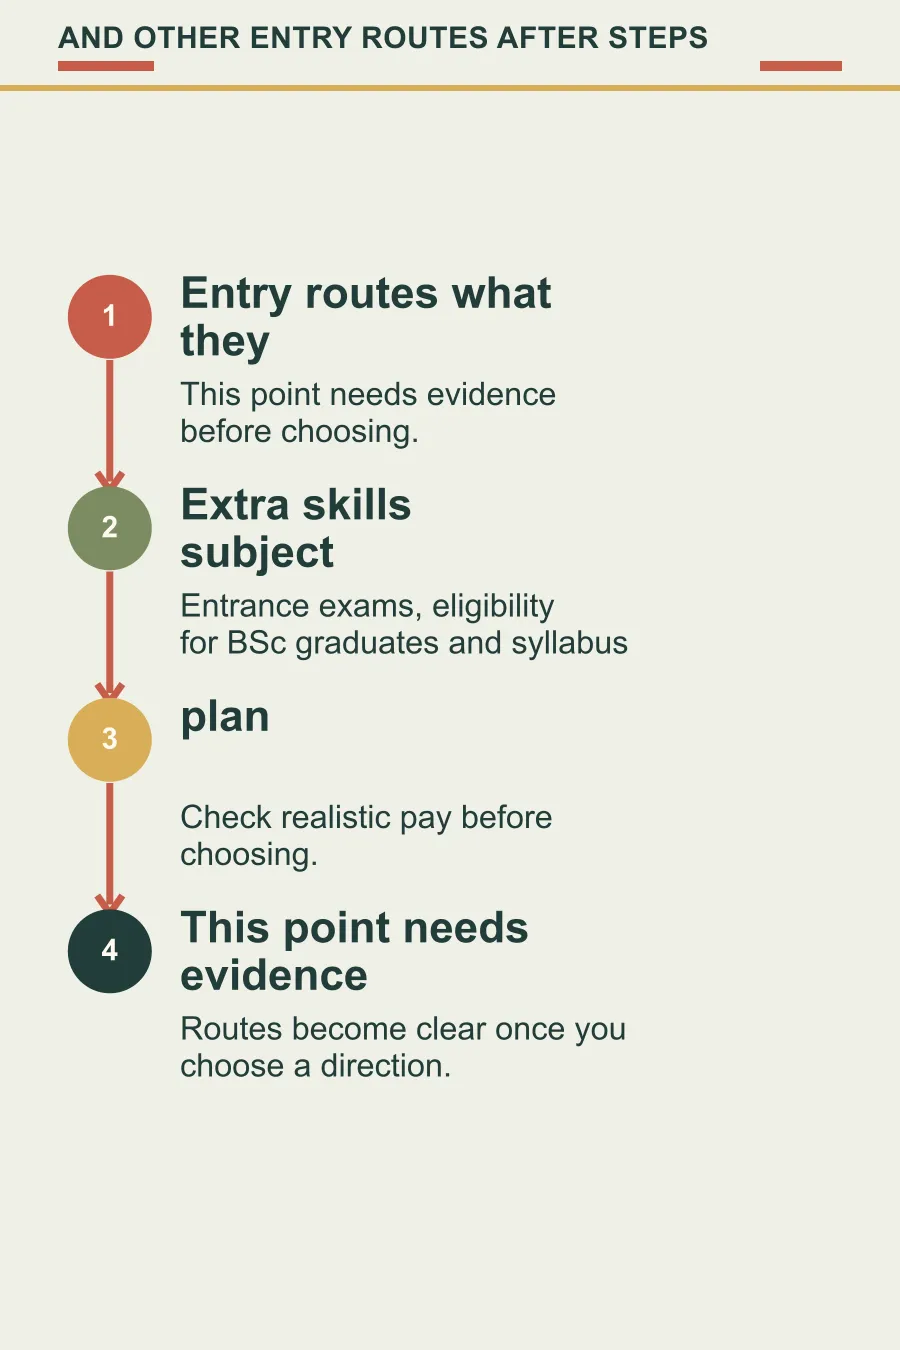 AND OTHER ENTRY ROUTES AFTER STEPS
1
Entry routes what
they
This point needs evidence
before choosing.
2
Extra skills
subject
Entrance exams, eligibility
for BSc graduates and syllabus
3
plan
Check realistic pay before
choosing.
4
This point needs
evidence
Routes become clear once you
choose a direction.